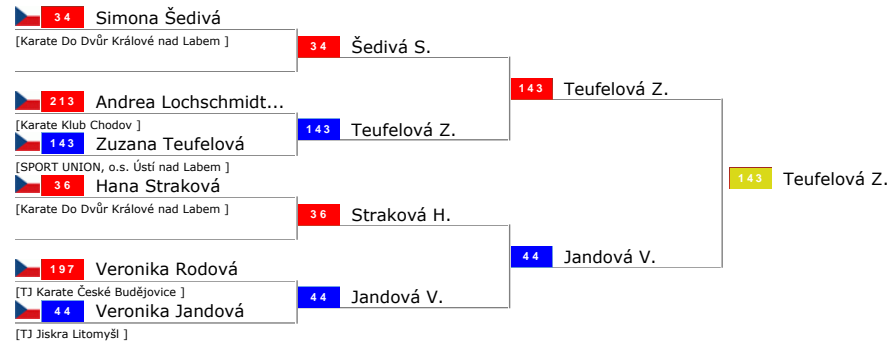 34 Simona Šedivá
[Karate Do Dvůr Králové nad Labem ]
34 Šedivá S.
143 Teufelová Z.
213 Andrea Lochschmidt...
[Karate Klub Chodov ]
143 Teufelová Z.
143 Zuzana Teufelová
[SPORT UNION, o.s. Ústí nad Labem ]
143 Teufelová Z.
36 Hana Straková
[Karate Do Dvůr Králové nad Labem ]
36 Straková H.
44 Jandová V.
197 Veronika Rodová
[TJ Karate České Budějovice ]
44 Jandová V.
44 Veronika Jandová
[TJ Jiskra Litomyšl ]